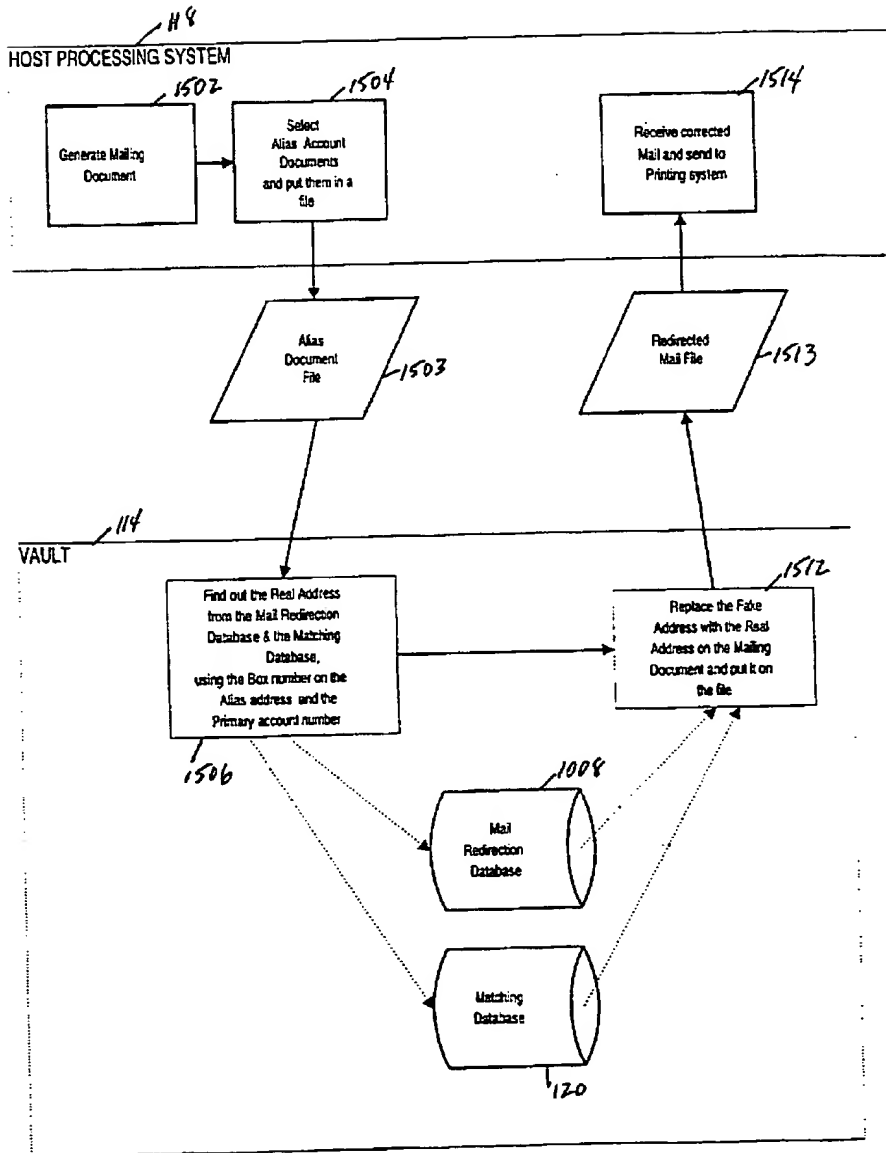 118
HOST PROCESSING SYSTEM
1502
Generate Mailing
Document
1504
Select
Alias Account
Documents
and put them in a
file
1514
Receive corrected
Mail and send to
Printing system
Alias
Document
File
1503
Redirected
Mail File
1513
114
VAULT
Find out the Real Address
from the Mail Redirection
Database & the Matching
Database,
using the Box number on the
Alias address and the
Primary account number
1506
1512
Replace the Fake
Address with the Real
Address on the Mailing
Document and put it on
the file
1008
Mail
Redirection
Database
Matching
Database
120